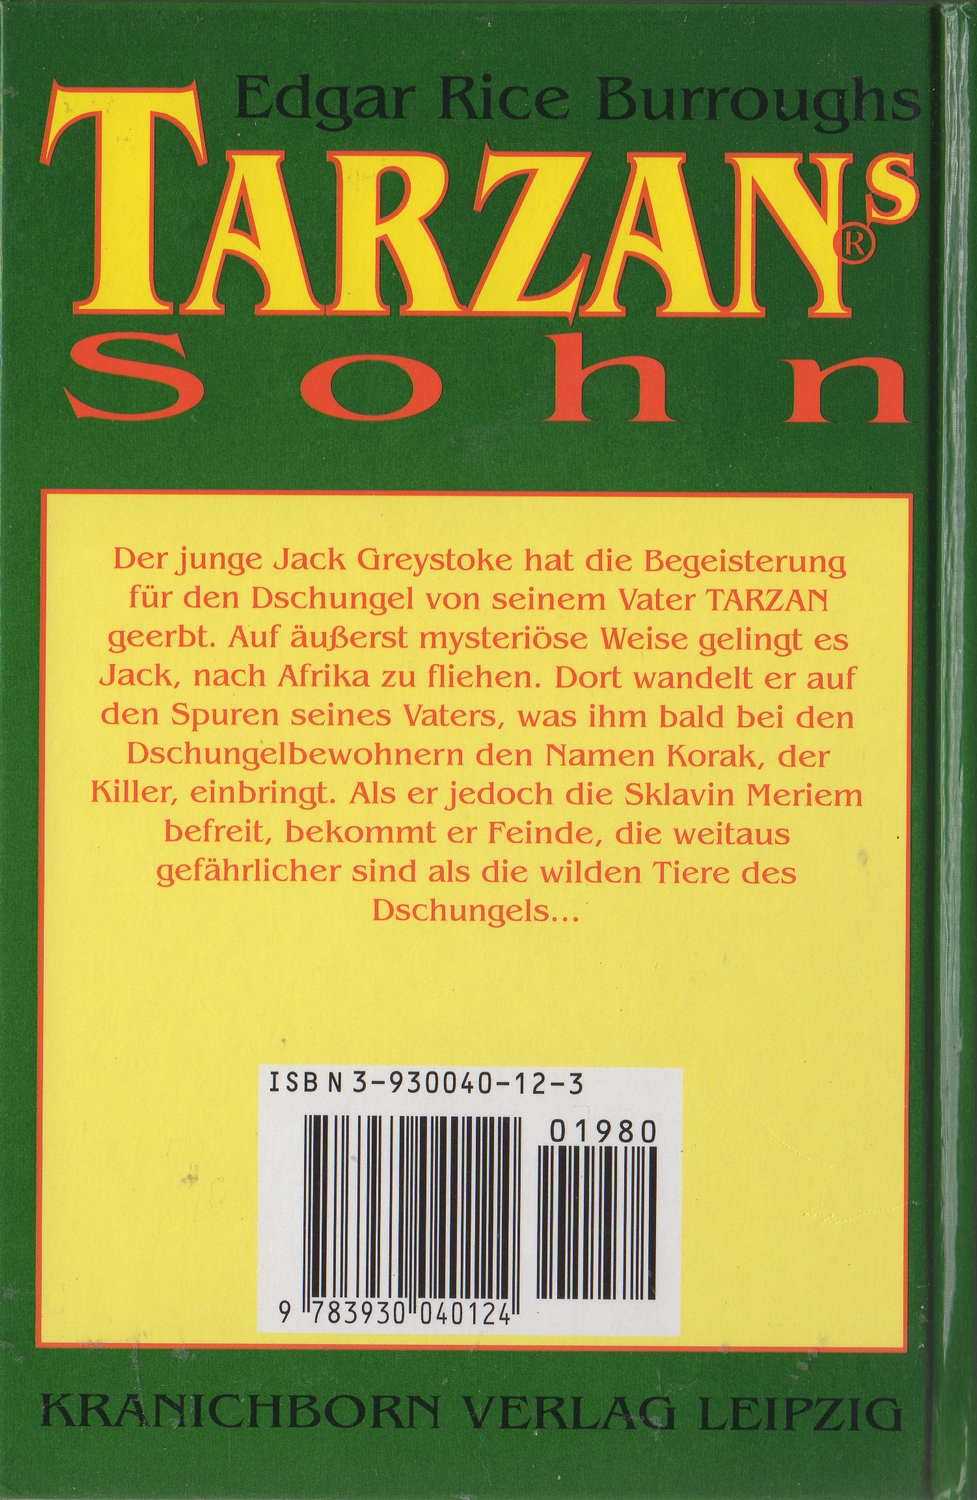 Edgar Rice Burroughs
TARZANs®
Sohn
Der junge Jack Greystoke hat die Begeisterung
für den Dschungel von seinem Vater TARZAN
geerbt. Auf äußerst mysteriöse Weise gelingt es
Jack, nach Afrika zu fliehen. Dort wandelt er auf
den Spuren seines Vaters, was ihm bald bei den
Dschungelbewohnern den Namen Korak, der
Killer, einbringt. Als er jedoch die Sklavin Meriem
befreit, bekommt er Feinde, die weitaus
gefährlicher sind als die wilden Tiere des
Dschungels...
ISBN 3-930040-12-3
01980
9 783930 040124
KRANICHBORN VERLAG LEIPZIG